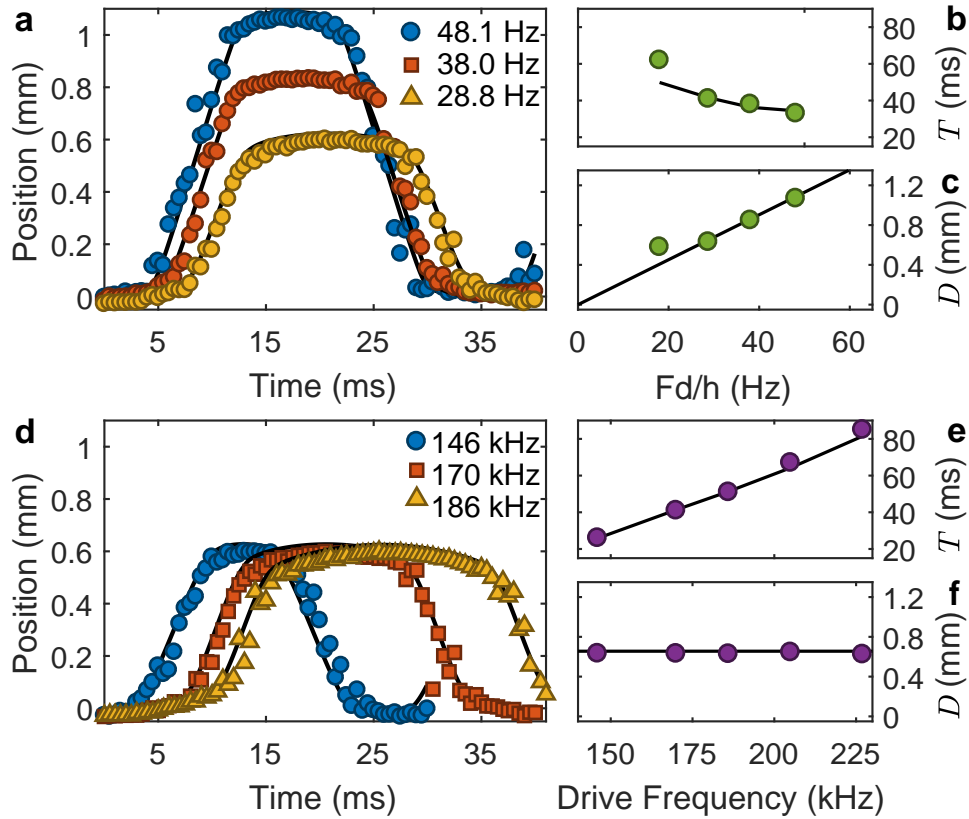 a
48.1 Hz
38.0 Hz
28.8 Hz
Position (mm)
1
0.8
0.6
0.4
0.2
0
5
15
25
35
Time (ms)
b
80
60
40
20
T (ms)
c
1.2
0.8
0.4
0
D (mm)
0
20
40
60
Fd/h (Hz)
d
146 kHz
170 kHz
186 kHz
Position (mm)
1
0.8
0.6
0.4
0.2
0
5
15
25
35
Time (ms)
e
80
60
40
20
T (ms)
f
1.2
0.8
0.4
0
D (mm)
150
175
200
225
Drive Frequency (kHz)